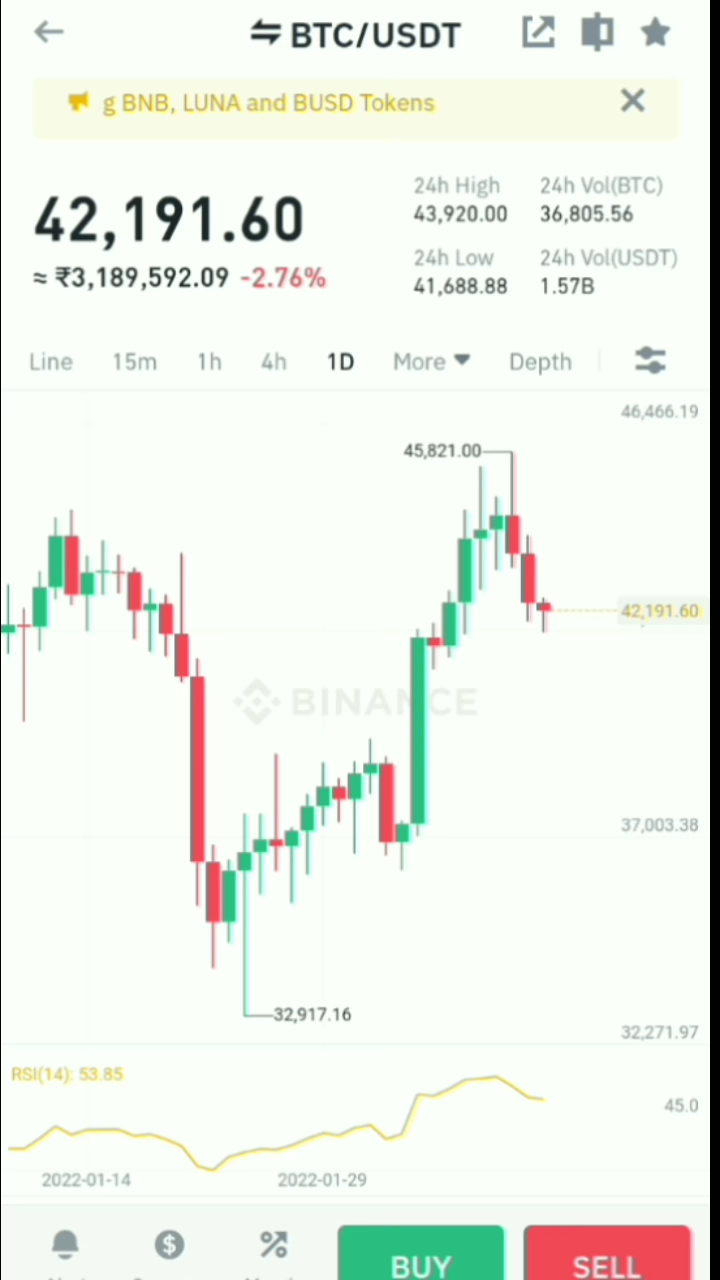 BTC/USDT
g BNB, LUNA and BUSD Tokens
42,191.60
≈ ₹3,189,592.09 -2.76%
24h High
43,920.00
24h Vol(BTC)
36,805.56
24h Low
41,688.88
24h Vol(USDT)
1.57B
Line 15m 1h 4h 1D More Depth
46,466.19
45,821.00
42,191.60
BINANCE
37,003.38
32,917.16
32,271.97
RSI(14): 53.85
45.0
2022-01-14 2022-01-29
BUY SELL